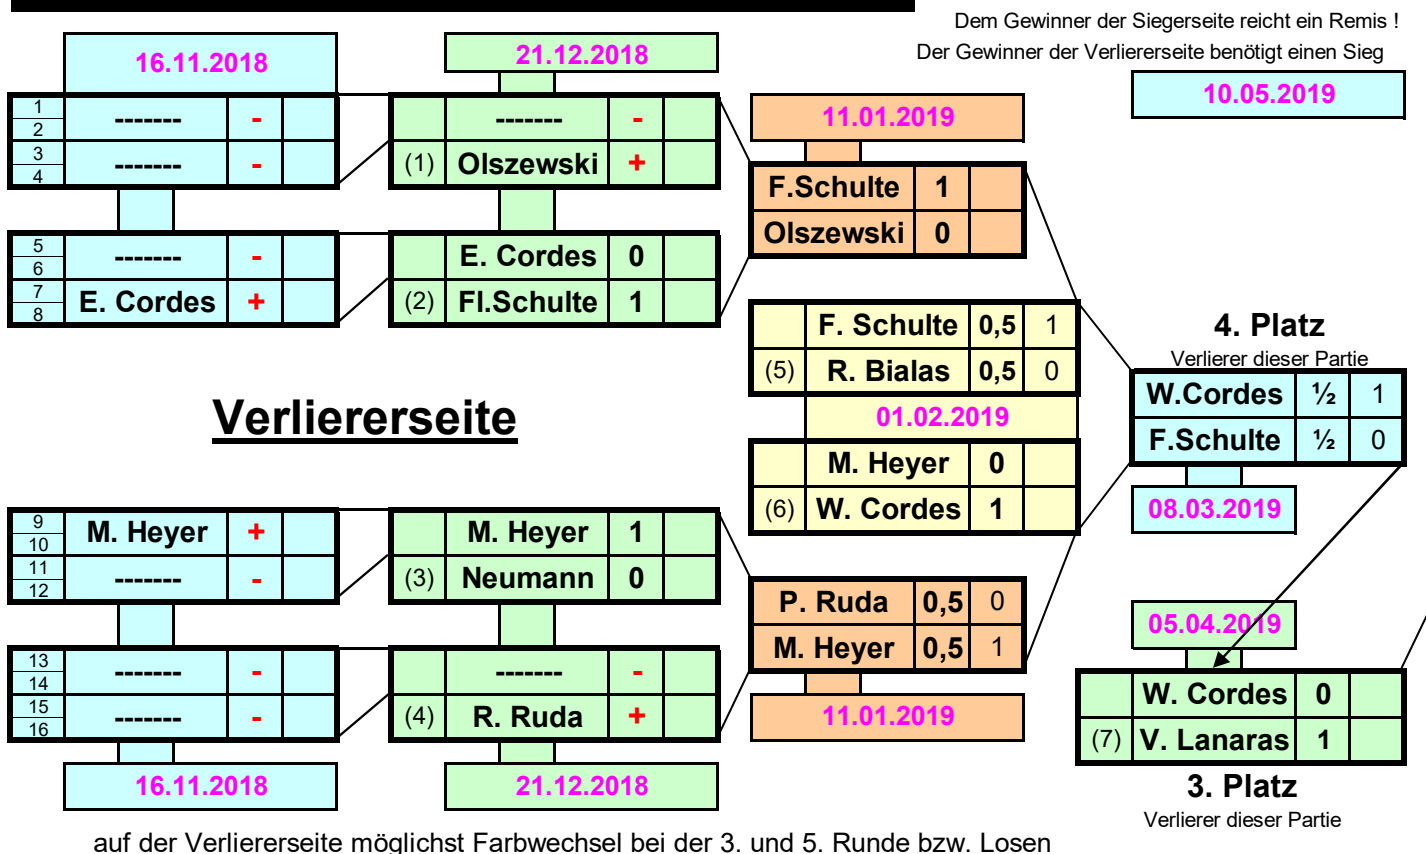 Dem Gewinner der Siegerseite reicht ein Remis !
Der Gewinner der Verliererseite benötigt einen Sieg
16.11.2018
21.12.2018
10.05.2019
11.01.2019
1
2
------- -
3
4
------- -
------- -
(1) Olszewski +
F.Schulte 1
Olszewski 0
5
6
------- -
7
8
E. Cordes +
E. Cordes 0
(2) Fl.Schulte 1
F. Schulte 0,5 1
(5) R. Bialas 0,5 0
01.02.2019
M. Heyer 0
(6) W. Cordes 1
4. Platz
Verlierer dieser Partie
W.Cordes ½ 1
F.Schulte ½ 0
08.03.2019
Verliererseite
9
10
M. Heyer +
11
12
------- -
M. Heyer 1
(3) Neumann 0
P. Ruda 0,5 0
M. Heyer 0,5 1
11.01.2019
13
14
------- -
15
16
------- -
------- -
(4) R. Ruda +
16.11.2018
21.12.2018
05.04.2019
W. Cordes 0
(7) V. Lanaras 1
3. Platz
Verlierer dieser Partie
auf der Verliererseite möglichst Farbwechsel bei der 3. und 5. Runde bzw. Losen